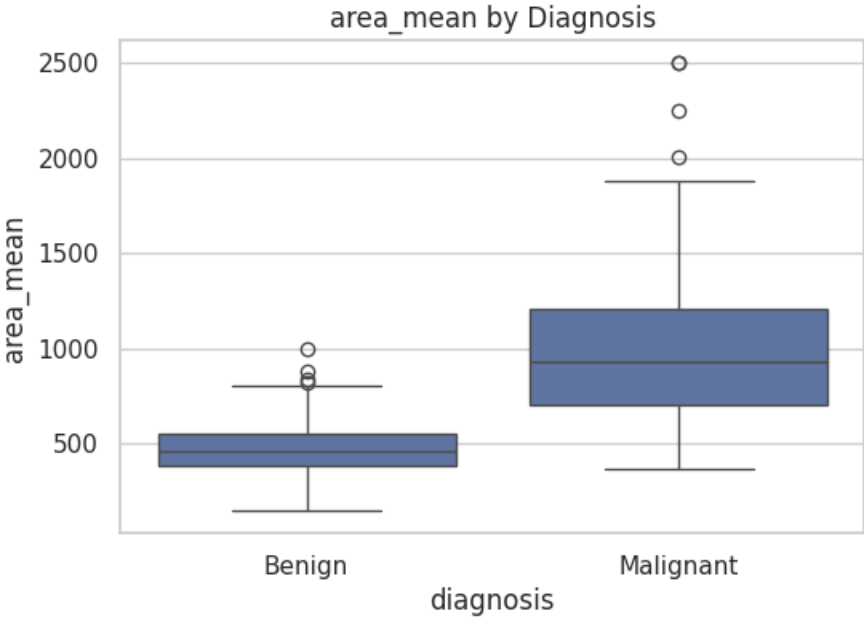 area_mean by Diagnosis
2500
2000
1500
1000
500
area_mean
Benign
Malignant
diagnosis